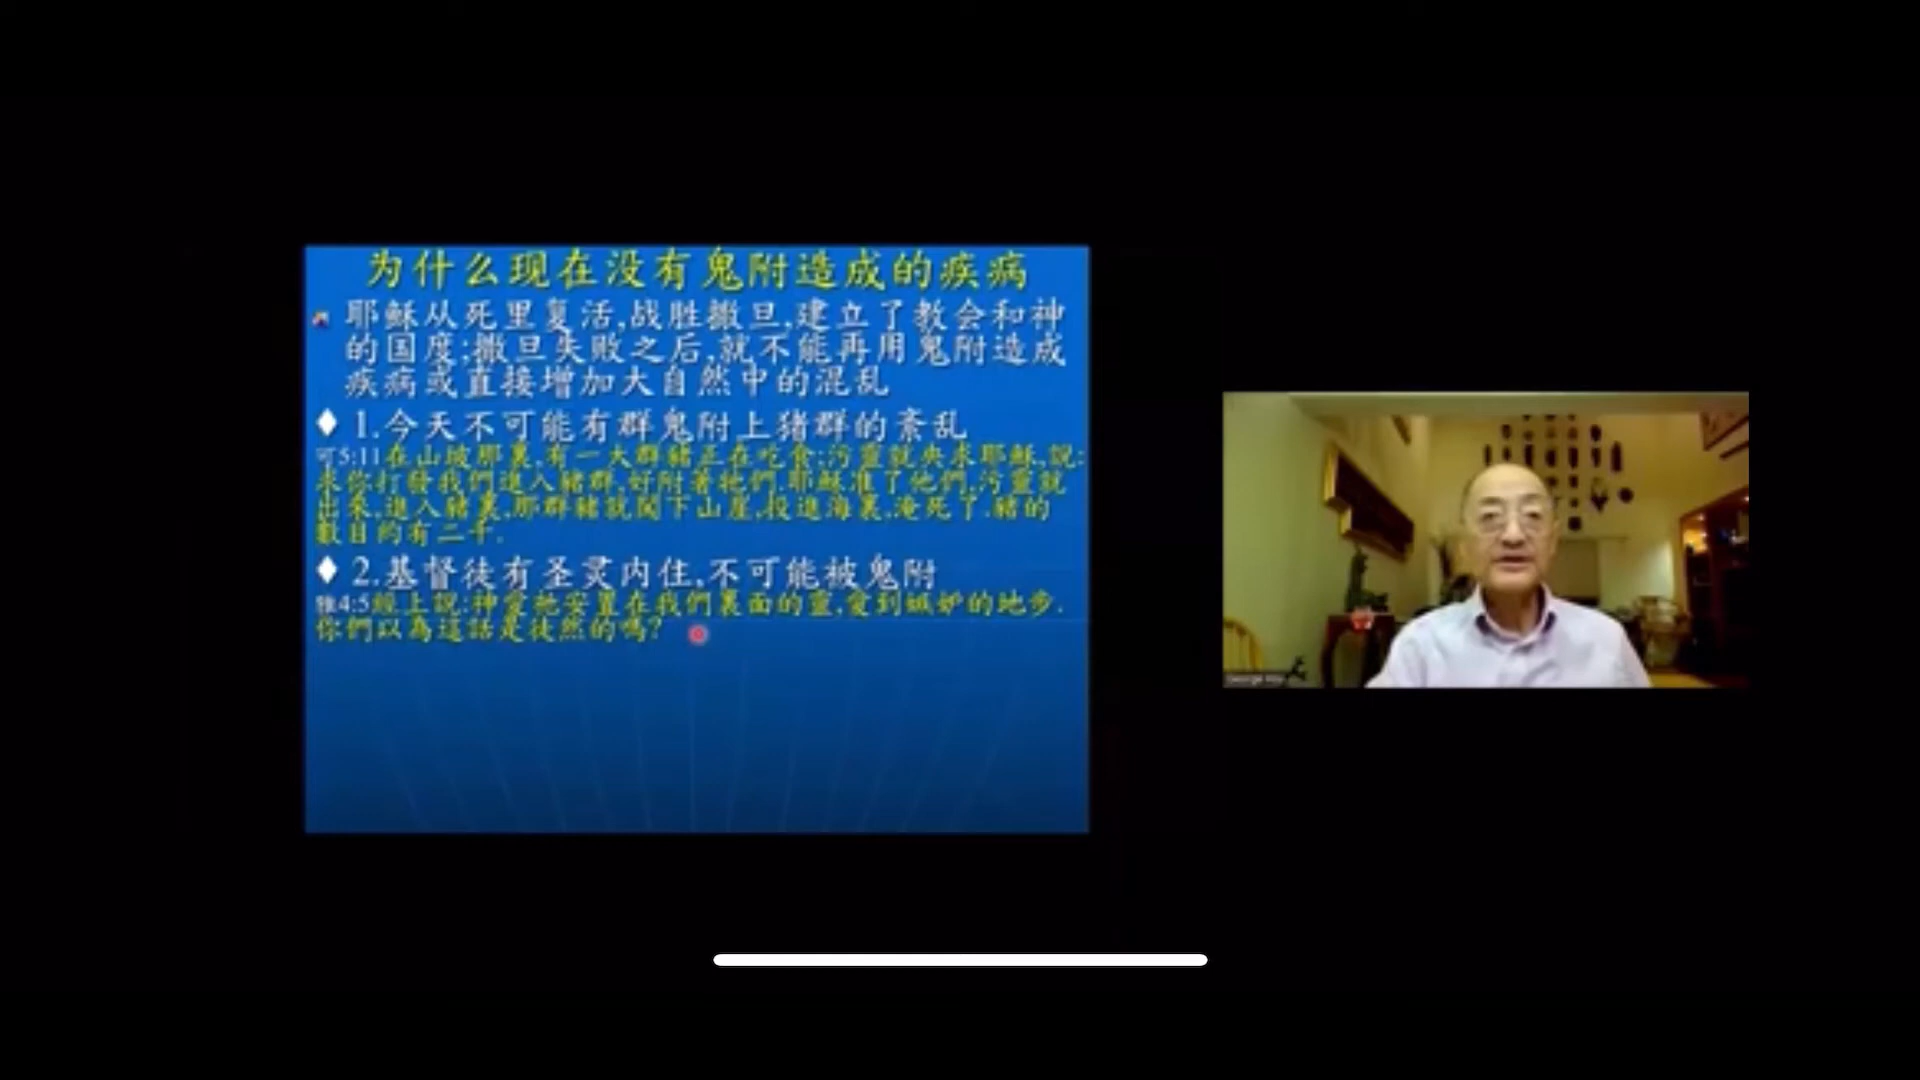 为什么现在没有鬼附造成的疾病
耶稣从死里复活,战胜撒旦,建立了教会和神
的国度;撒旦失败之后,就不能再用鬼附造成
疾病或直接增加大自然中的混乱
1.今天不可能有群鬼附上猪群的紊乱
可5:11在山坡那裏,有一大群豬正在吃食;污靈就央求耶穌,說:
求你打發我們進入豬群,好附著牠們.耶穌准了他們,污靈就
出來,進入豬裏,那群豬就闖下山崖,投進海裏,淹死了.豬的
數目約有二千.
2.基督徒有圣灵内住,不可能被鬼附
雅4:5經上說:神愛祂安置在我們裏面的靈,愛到嫉妒的地步.
你們以為這話是徒然的嗎?
George